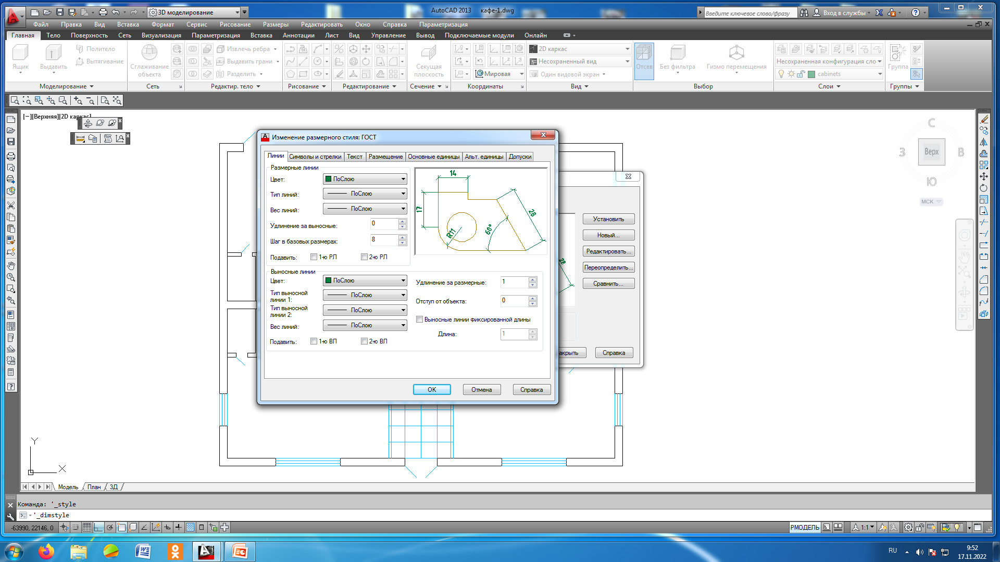 3D моделирование
AutoCAD 2013 кафе-1.dwg
Введите ключевое слово/фразу
Вход в службы
Файл Правка Вид Вставка Формат Сервис Рисование Размеры Редактировать Окно Справка Параметризация
Главная Тело Поверхность Сеть Визуализация Параметризация Вставка Аннотации Лист Вид Управление Вывод Подключаемые модули Онлайн
Политело
Вытягивание
Ящик
Выдавить
Сглаживание объекта
Извлечь ребра
Выдавить грани
Разделить
Секущая плоскость
Мировая
2D каркас
Несохраненный вид
Один видовой экран
Отсев
Без фильтра
Гизмо перемещения
Несохраненная конфигурация сло
cabinets
Группа
Моделирование Сеть Редактир. тело Рисование Редактирование Сечение Координаты Вид Выбор Слои Группы
[−][Верхняя][2D каркас]
С
З
Верх
В
Ю
МСК
Изменение размерного стиля: ГОСТ
Линии Символы и стрелки Текст Размещение Основные единицы Альт. единицы Допуски
Размерные линии
Цвет: ПоСлою
Тип линий: ПоСлою
Вес линий: ПоСлою
Удлинение за выносные: 0
Шаг в базовых размерах: 8
Подавить: 1-ю РЛ 2-ю РЛ
14
17
28
R11
60°
Выносные линии
Цвет: ПоСлою
Тип выносной линии 1: ПоСлою
Тип выносной линии 2: ПоСлою
Вес линий: ПоСлою
Подавить: 1-ю ВЛ 2-ю ВЛ
Удлинение за размерные: 1
Отступ от объекта: 0
Выносные линии фиксированной длины
Длина: 1
OK Отмена Справка
Установить
Новый...
Редактировать...
Переопределить...
Сравнить...
28
акрыть Справка
Y
X
Модель План 3Д
Команда: '_style
'_dimstyle
-63990, 22146, 0
РМОДЕЛЬ
1:1
RU
9:52
17.11.2022